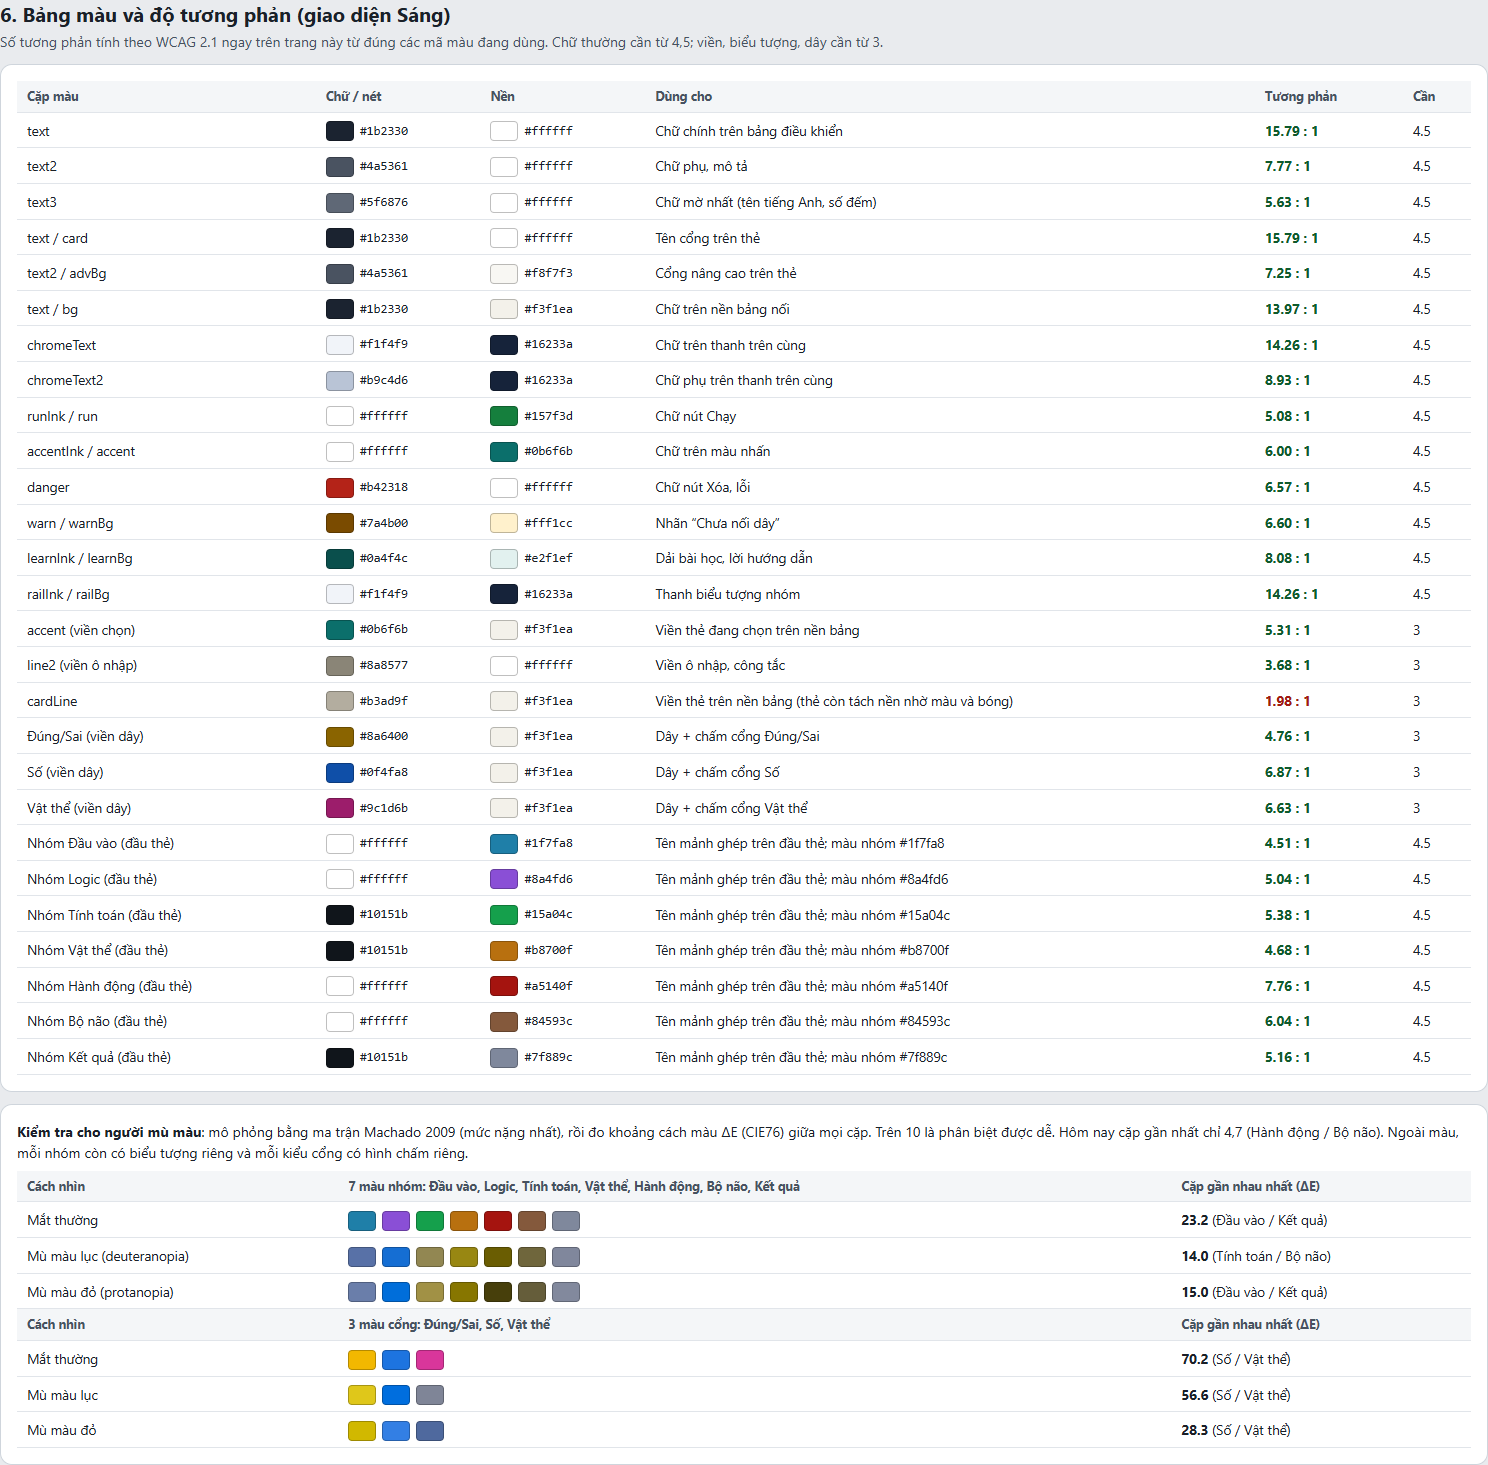 6. Bảng màu và độ tương phản (giao diện Sáng)
Số tương phản tính theo WCAG 2.1 ngay trên trang này từ đúng các mã màu đang dùng. Chữ thường cần từ 4,5; viền, biểu tượng, dây cần từ 3.
Cặp màu Chữ / nét Nền Dùng cho Tương phản Cần
text #1b2330 #ffffff Chữ chính trên bảng điều khiển 15.79 : 1 4.5
text2 #4a5361 #ffffff Chữ phụ, mô tả 7.77 : 1 4.5
text3 #5f6876 #ffffff Chữ mờ nhất (tên tiếng Anh, số đếm) 5.63 : 1 4.5
text / card #1b2330 #ffffff Tên cổng trên thẻ 15.79 : 1 4.5
text2 / advBg #4a5361 #f8f7f3 Cổng nâng cao trên thẻ 7.25 : 1 4.5
text / bg #1b2330 #f3f1ea Chữ trên nền bảng nối 13.97 : 1 4.5
chromeText #f1f4f9 #16233a Chữ trên thanh trên cùng 14.26 : 1 4.5
chromeText2 #b9c4d6 #16233a Chữ phụ trên thanh trên cùng 8.93 : 1 4.5
runInk / run #ffffff #157f3d Chữ nút Chạy 5.08 : 1 4.5
accentInk / accent #ffffff #0b6f6b Chữ trên màu nhấn 6.00 : 1 4.5
danger #b42318 #ffffff Chữ nút Xóa, lỗi 6.57 : 1 4.5
warn / warnBg #7a4b00 #fff1cc Nhãn “Chưa nối dây” 6.60 : 1 4.5
learnInk / learnBg #0a4f4c #e2f1ef Dải bài học, lời hướng dẫn 8.08 : 1 4.5
railInk / railBg #f1f4f9 #16233a Thanh biểu tượng nhóm 14.26 : 1 4.5
accent (viền chọn) #0b6f6b #f3f1ea Viền thẻ đang chọn trên nền bảng 5.31 : 1 3
line2 (viền ô nhập) #8a8577 #ffffff Viền ô nhập, công tắc 3.68 : 1 3
cardLine #b3ad9f #f3f1ea Viền thẻ trên nền bảng (thẻ còn tách nền nhờ màu và bóng) 1.98 : 1 3
Đúng/Sai (viền dây) #8a6400 #f3f1ea Dây + chấm cổng Đúng/Sai 4.76 : 1 3
Số (viền dây) #0f4fa8 #f3f1ea Dây + chấm cổng Số 6.87 : 1 3
Vật thể (viền dây) #9c1d6b #f3f1ea Dây + chấm cổng Vật thể 6.63 : 1 3
Nhóm Đầu vào (đầu thẻ) #ffffff #1f7fa8 Tên mảnh ghép trên đầu thẻ; màu nhóm #1f7fa8 4.51 : 1 4.5
Nhóm Logic (đầu thẻ) #ffffff #8a4fd6 Tên mảnh ghép trên đầu thẻ; màu nhóm #8a4fd6 5.04 : 1 4.5
Nhóm Tính toán (đầu thẻ) #10151b #15a04c Tên mảnh ghép trên đầu thẻ; màu nhóm #15a04c 5.38 : 1 4.5
Nhóm Vật thể (đầu thẻ) #10151b #b8700f Tên mảnh ghép trên đầu thẻ; màu nhóm #b8700f 4.68 : 1 4.5
Nhóm Hành động (đầu thẻ) #ffffff #a5140f Tên mảnh ghép trên đầu thẻ; màu nhóm #a5140f 7.76 : 1 4.5
Nhóm Bộ não (đầu thẻ) #ffffff #84593c Tên mảnh ghép trên đầu thẻ; màu nhóm #84593c 6.04 : 1 4.5
Nhóm Kết quả (đầu thẻ) #10151b #7f889c Tên mảnh ghép trên đầu thẻ; màu nhóm #7f889c 5.16 : 1 4.5
Kiểm tra cho người mù màu: mô phỏng bằng ma trận Machado 2009 (mức nặng nhất), rồi đo khoảng cách màu ΔE (CIE76) giữa mọi cặp. Trên 10 là phân biệt được dễ. Hôm nay cặp gần nhất chỉ 4,7 (Hành động / Bộ não). Ngoài màu,
mỗi nhóm còn có biểu tượng riêng và mỗi kiểu cổng có hình chấm riêng.
Cách nhìn 7 màu nhóm: Đầu vào, Logic, Tính toán, Vật thể, Hành động, Bộ não, Kết quả Cặp gần nhau nhất (ΔE)
Mắt thường 23.2 (Đầu vào / Kết quả)
Mù màu lục (deuteranopia) 14.0 (Tính toán / Bộ não)
Mù màu đỏ (protanopia) 15.0 (Đầu vào / Kết quả)
Cách nhìn 3 màu cổng: Đúng/Sai, Số, Vật thể Cặp gần nhau nhất (ΔE)
Mắt thường 70.2 (Số / Vật thể)
Mù màu lục 56.6 (Số / Vật thể)
Mù màu đỏ 28.3 (Số / Vật thể)